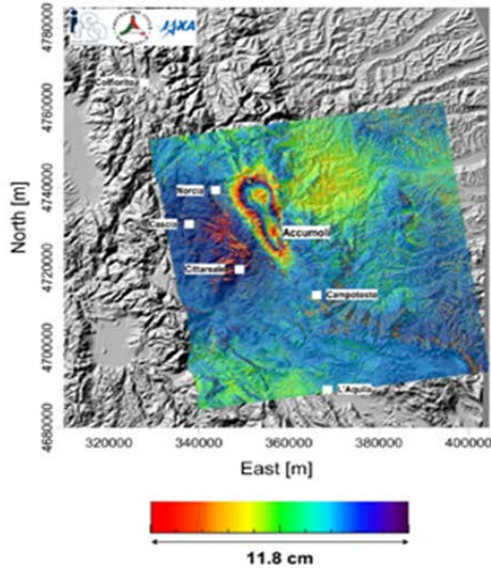 JAXA
Norcia
Cascia
Accumoli
Cittareale
Campotosto
L'Aquila
North [m]
4780000
4760000
4740000
4720000
4700000
4680000
320000
340000
360000
380000
400000
East [m]
11.8 cm